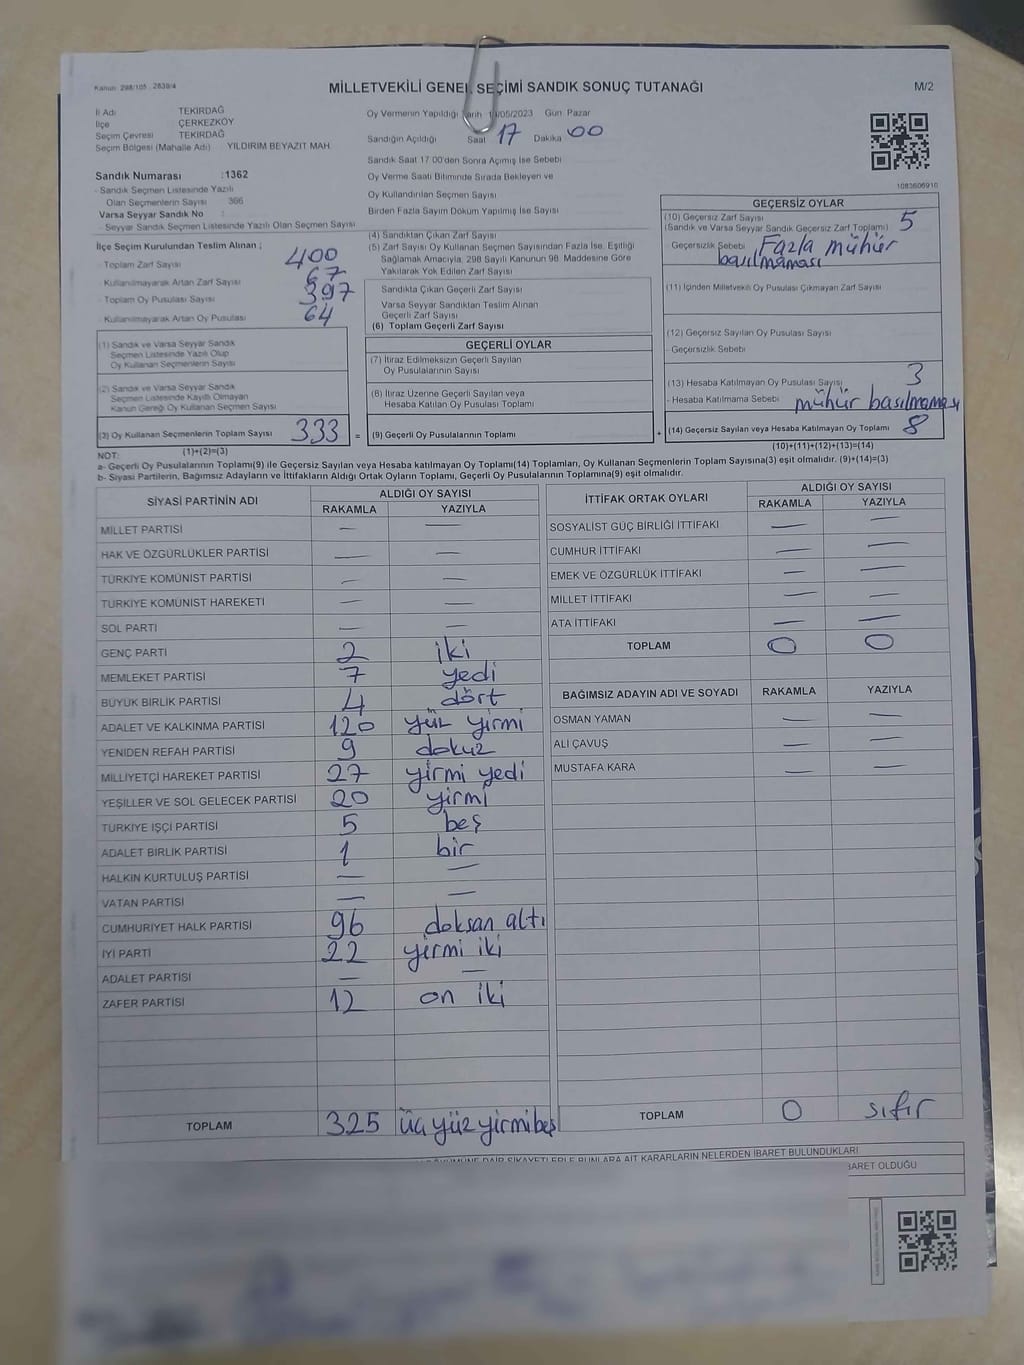 Kanun 298/105 , 2839/4
MİLLETVEKİLİ GENEL SEÇİMİ SANDIK SONUÇ TUTANAĞI
M/2
İl Adı TEKİRDAĞ
İlçe ÇERKEZKÖY
Seçim Çevresi TEKİRDAĞ
Seçim Bölgesi (Mahalle Adı) YILDIRIM BEYAZIT MAH.
Sandık Numarası :1362
- Sandık Seçmen Listesinde Yazılı
Olan Seçmenlerin Sayısı 366
Varsa Seyyar Sandık No :
- Seyyar Sandık Seçmen Listesinde Yazılı Olan Seçmen Sayısı
İlçe Seçim Kurulundan Teslim Alınan ;
- Toplam Zarf Sayısı 400
- Kullanılmayarak Artan Zarf Sayısı 67
- Toplam Oy Pusulası Sayısı 397
- Kullanılmayarak Artan Oy Pusulası 64
(1) Sandık ve Varsa Seyyar Sandık
Seçmen Listesinde Yazılı Olup
Oy Kullanan Seçmenlerin Sayısı
(2) Sandık ve Varsa Seyyar Sandık
Seçmen Listesinde Kayıtlı Olmayan
Kanun Gereği Oy Kullanan Seçmen Sayısı
(3) Oy Kullanan Seçmenlerin Toplam Sayısı 333 =
(1)+(2)=(3)
Oy Vermenin Yapıldığı Tarih /05/2023 Gün Pazar
Sandığın Açıldığı Saat 17 Dakika 00
Sandık Saat 17.00'den Sonra Açılmış İse Sebebi
Oy Verme Saati Bitiminde Sırada Bekleyen ve
Oy Kullandırılan Seçmen Sayısı
Birden Fazla Sayım Döküm Yapılmış İse Sayısı
(4) Sandıktan Çıkan Zarf Sayısı
(5) Zarf Sayısı Oy Kullanan Seçmen Sayısından Fazla İse, Eşitliği
Sağlamak Amacıyla, 298 Sayılı Kanunun 98. Maddesine Göre
Yakılarak Yok Edilen Zarf Sayısı
Sandıkta Çıkan Geçerli Zarf Sayısı
Varsa Seyyar Sandıktan Teslim Alınan
Geçerli Zarf Sayısı
(6) Toplam Geçerli Zarf Sayısı
GEÇERLİ OYLAR
(7) İtiraz Edilmeksizin Geçerli Sayılan
Oy Pusulalarının Sayısı
(8) İtiraz Üzerine Geçerli Sayılan veya
Hesaba Katılan Oy Pusulası Toplamı
(9) Geçerli Oy Pusulalarının Toplamı +
1083606910
GEÇERSİZ OYLAR
(10) Geçersiz Zarf Sayısı 5
(Sandık ve Varsa Seyyar Sandık Geçersiz Zarf Toplamı)
- Geçersizlik Sebebi Fazla mühür
basılmaması
(11) İçinden Milletvekili Oy Pusulası Çıkmayan Zarf Sayısı
(12) Geçersiz Sayılan Oy Pusulası Sayısı
- Geçersizlik Sebebi
(13) Hesaba Katılmayan Oy Pusulası Sayısı 3
- Hesaba Katılmama Sebebi mühür basılmaması
(14) Geçersiz Sayılan veya Hesaba Katılmayan Oy Toplamı 8
(10)+(11)+(12)+(13)=(14)
NOT:
a- Geçerli Oy Pusulalarının Toplamı(9) ile Geçersiz Sayılan veya Hesaba katılmayan Oy Toplamı(14) Toplamları, Oy Kullanan Seçmenlerin Toplam Sayısına(3) eşit olmalıdır. (9)+(14)=(3)
b- Siyasi Partilerin, Bağımsız Adayların ve İttifakların Aldığı Ortak Oyların Toplamı, Geçerli Oy Pusulalarının Toplamına(9) eşit olmalıdır.
SİYASİ PARTİNİN ADI ALDIĞI OY SAYISI
RAKAMLA YAZIYLA
MİLLET PARTİSİ — —
HAK VE ÖZGÜRLÜKLER PARTİSİ — —
TÜRKİYE KOMÜNİST PARTİSİ — —
TÜRKİYE KOMÜNİST HAREKETİ — —
SOL PARTİ — —
GENÇ PARTİ 2 iki
MEMLEKET PARTİSİ 7 yedi
BÜYÜK BİRLİK PARTİSİ 4 dört
ADALET VE KALKINMA PARTİSİ 120 yüz yirmi
YENİDEN REFAH PARTİSİ 9 dokuz
MİLLİYETÇİ HAREKET PARTİSİ 27 yirmi yedi
YEŞİLLER VE SOL GELECEK PARTİSİ 20 yirmi
TÜRKİYE İŞÇİ PARTİSİ 5 beş
ADALET BİRLİK PARTİSİ 1 bir
HALKIN KURTULUŞ PARTİSİ — —
VATAN PARTİSİ — —
CUMHURİYET HALK PARTİSİ 96 doksan altı
İYİ PARTİ 22 yirmi iki
ADALET PARTİSİ — —
ZAFER PARTİSİ 12 on iki
TOPLAM 325 üç yüz yirmi beş
İTTİFAK ORTAK OYLARI ALDIĞI OY SAYISI
RAKAMLA YAZIYLA
SOSYALİST GÜÇ BİRLİĞİ İTTİFAKI — —
CUMHUR İTTİFAKI — —
EMEK VE ÖZGÜRLÜK İTTİFAKI — —
MİLLET İTTİFAKI — —
ATA İTTİFAKI — —
TOPLAM 0 0
BAĞIMSIZ ADAYIN ADI VE SOYADI RAKAMLA YAZIYLA
OSMAN YAMAN — —
ALİ ÇAVUŞ — —
MUSTAFA KARA — —
TOPLAM 0 sıfır
DAİR ŞİKAYETLERLE BUNLARA AİT KARARLARIN NELERDEN İBARET BULUNDUKLARI
BARET OLDUĞU